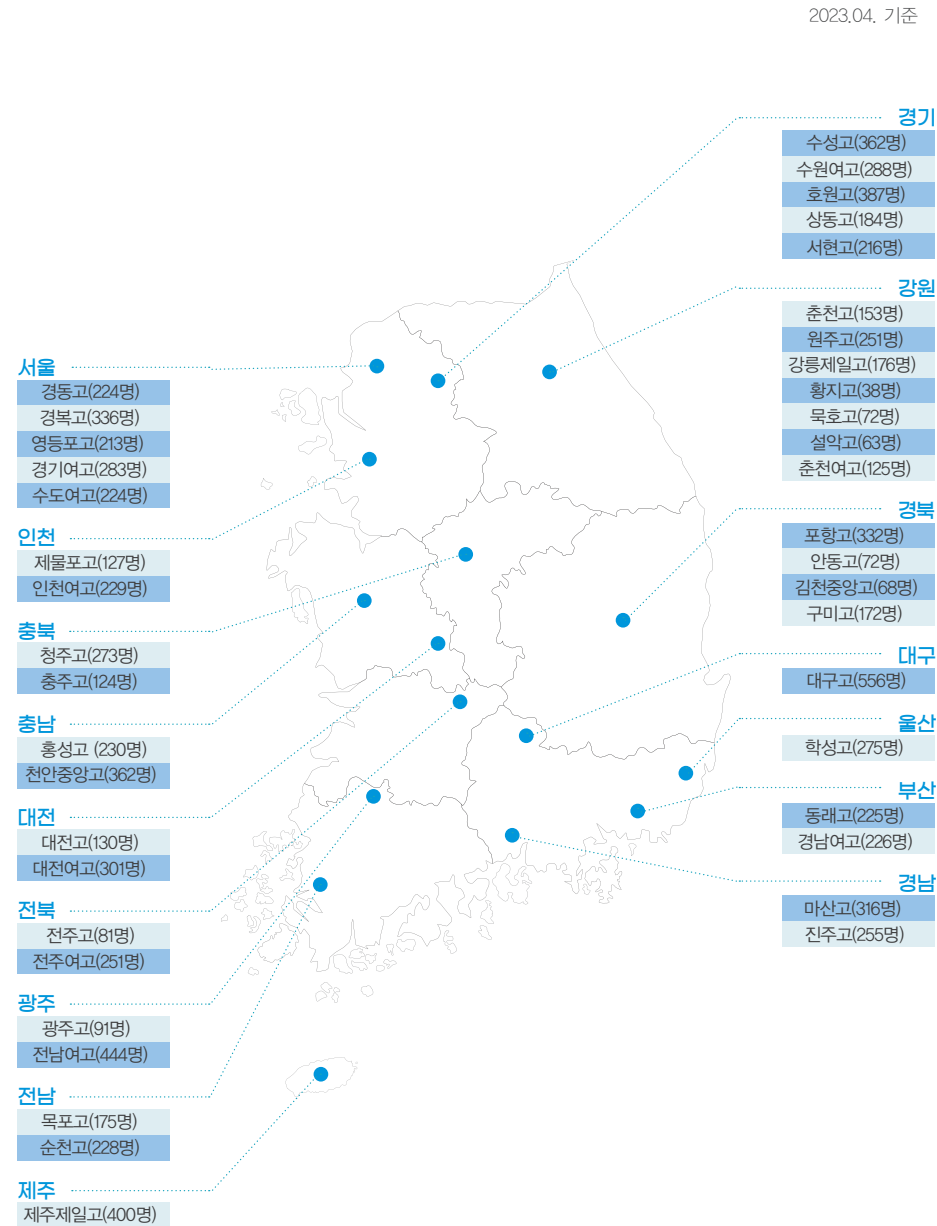 2023.04. 기준
서울
경동고(224명)
경복고(336명)
영등포고(213명)
경기여고(283명)
수도여고(224명)
인천
제물포고(127명)
인천여고(229명)
충북
청주고(273명)
충주고(124명)
충남
홍성고 (230명)
천안중앙고(362명)
대전
대전고(130명)
대전여고(301명)
전북
전주고(81명)
전주여고(251명)
광주
광주고(91명)
전남여고(444명)
전남
목포고(175명)
순천고(228명)
제주
제주제일고(400명)
경기
수성고(362명)
수원여고(288명)
호원고(387명)
상동고(184명)
서현고(216명)
강원
춘천고(153명)
원주고(251명)
강릉제일고(176명)
황지고(38명)
묵호고(72명)
설악고(63명)
춘천여고(125명)
경북
포항고(332명)
안동고(72명)
김천중앙고(68명)
구미고(172명)
대구
대구고(556명)
울산
학성고(275명)
부산
동래고(225명)
경남여고(226명)
경남
마산고(316명)
진주고(255명)